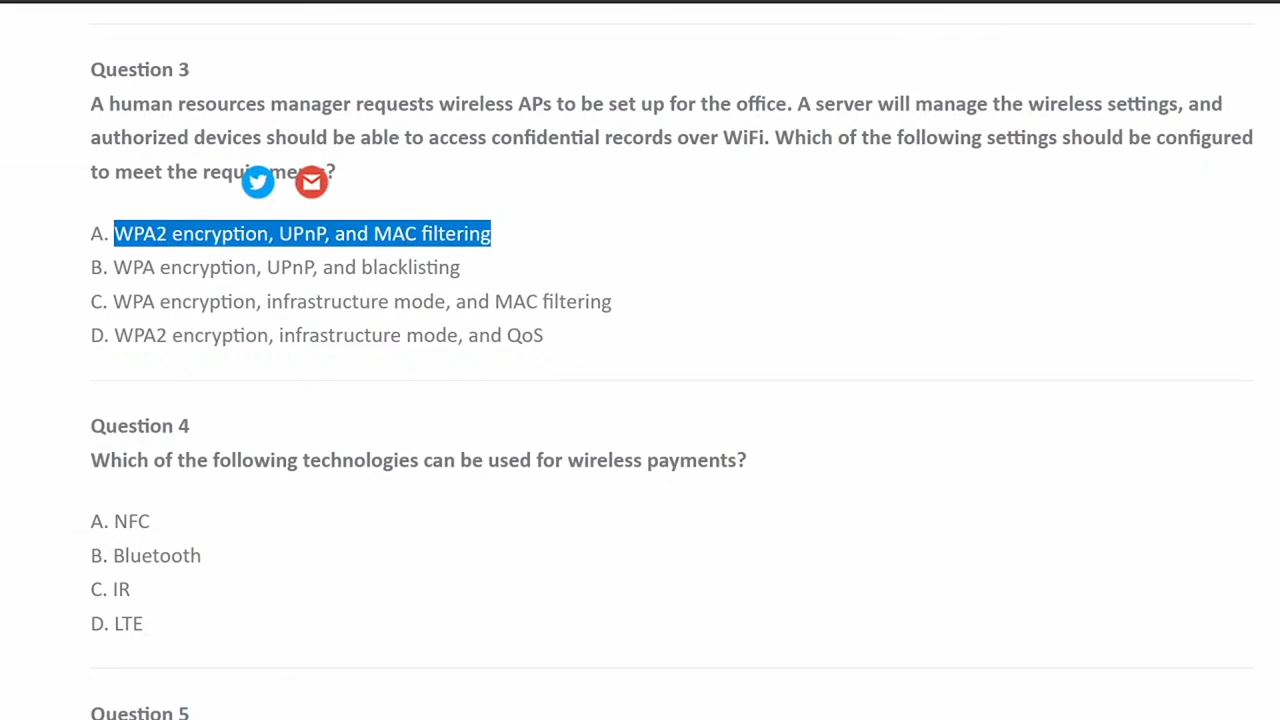 Question 3
A human resources manager requests wireless APs to be set up for the office. A server will manage the wireless settings, and
authorized devices should be able to access confidential records over WiFi. Which of the following settings should be configured
to meet the ?
A. WPA2 encryption, UPnP, and MAC filtering
B. WPA encryption, UPnP, and blacklisting
C. WPA encryption, infrastructure mode, and MAC filtering
D. WPA2 encryption, infrastructure mode, and QoS
Question 4
Which of the following technologies can be used for wireless payments?
A. NFC
B. Bluetooth
C. IR
D. LTE
Question 5